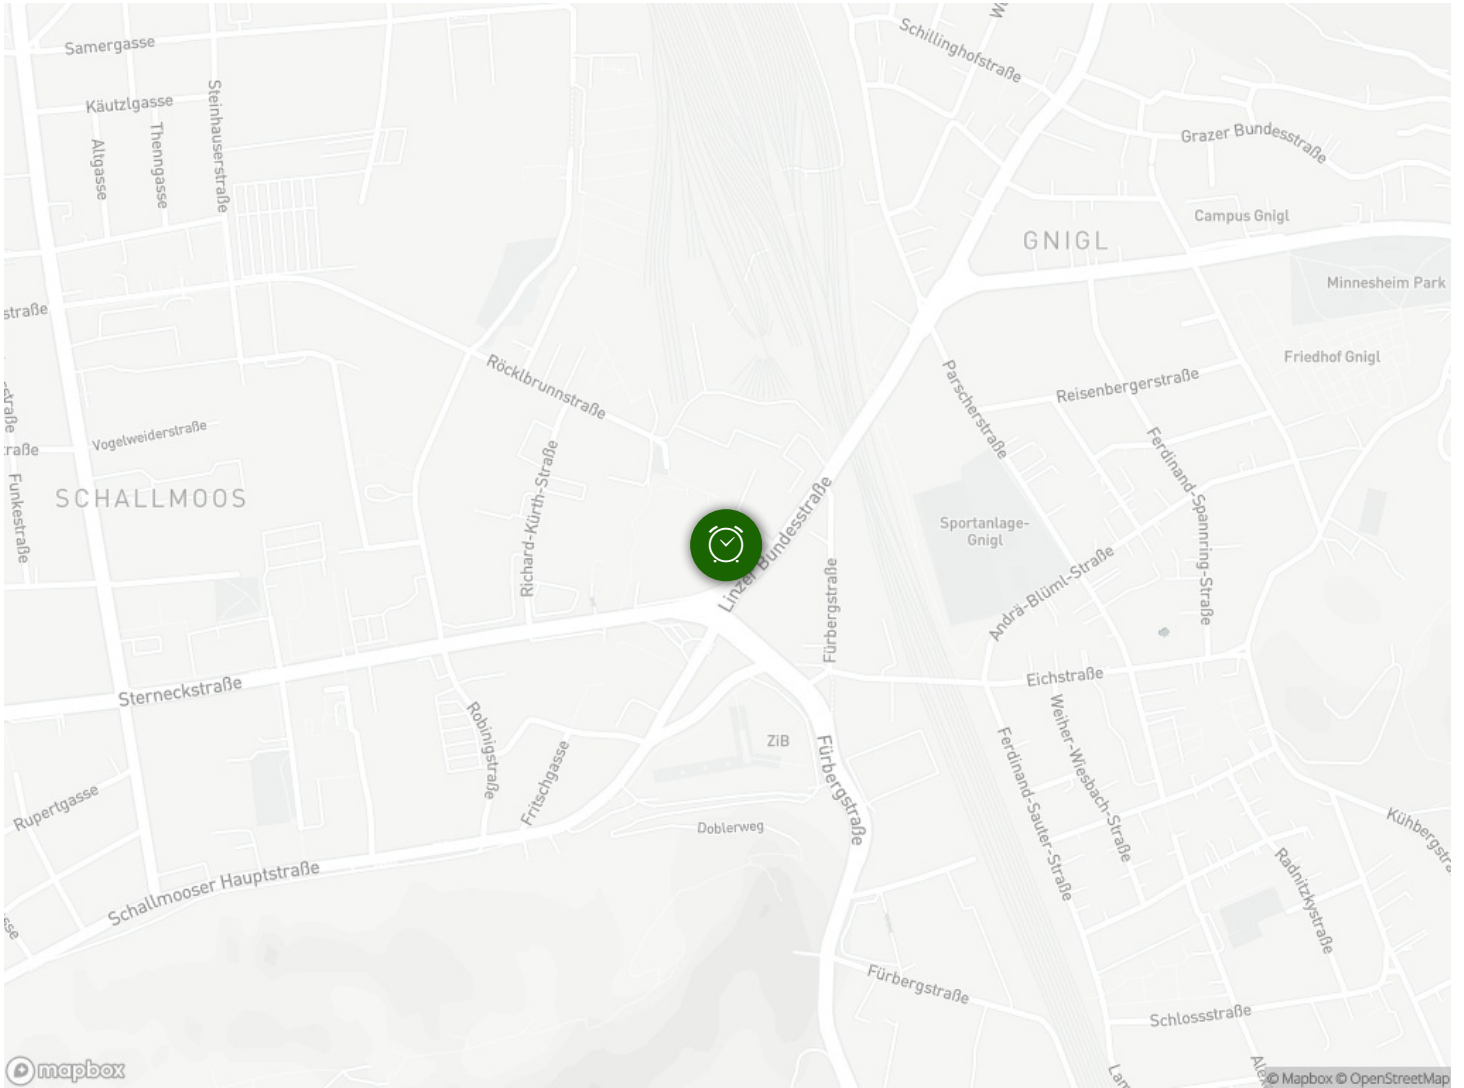 Samergasse
Schillinghofstraße
Käutzlgasse
Steinhauserstraße
Thenngasse
Altgasse
Grazer Bundesstraße
Campus Gnigl
GNIGL
Minnesheim Park
straße
Friedhof Gnigl
Röcklbrunnstraße
Parscherstraße
Reisenbergerstraße
Vogelweiderstraße
Ferdinand-Spannring-Straße
Funkestraße
SCHALLMOOS
Richard-Kürth-Straße
Linzer Bundesstraße
Sportanlage-
Gnigl
Andrä-Blüml-Straße
Fürbergstraße
Eichstraße
Sterneckstraße
Robinigstraße
Weiher-Wiesbach-Straße
ZiB
Fritschgasse
Fürbergstraße
Ferdinand-Sauter-Straße
Rupertgasse
Doblerweg
Kühbergstra
Radnitzkystraße
Schallmooser Hauptstraße
Fürbergstraße
Schlossstraße
mapbox
© Mapbox © OpenStreetMap